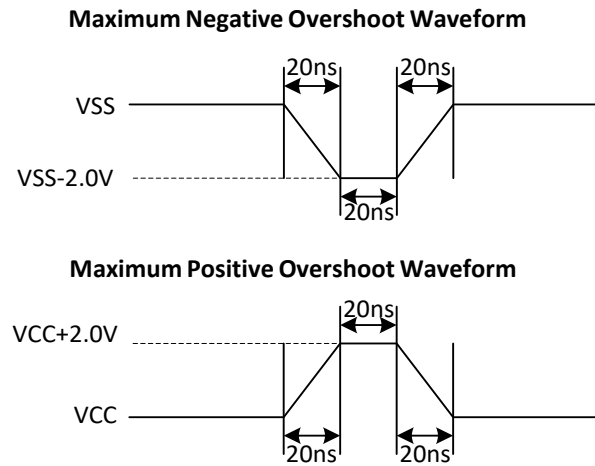 Maximum Negative Overshoot Waveform
20ns 20ns
VSS
VSS-2.0V
20ns
Maximum Positive Overshoot Waveform
20ns
VCC+2.0V
VCC
20ns 20ns